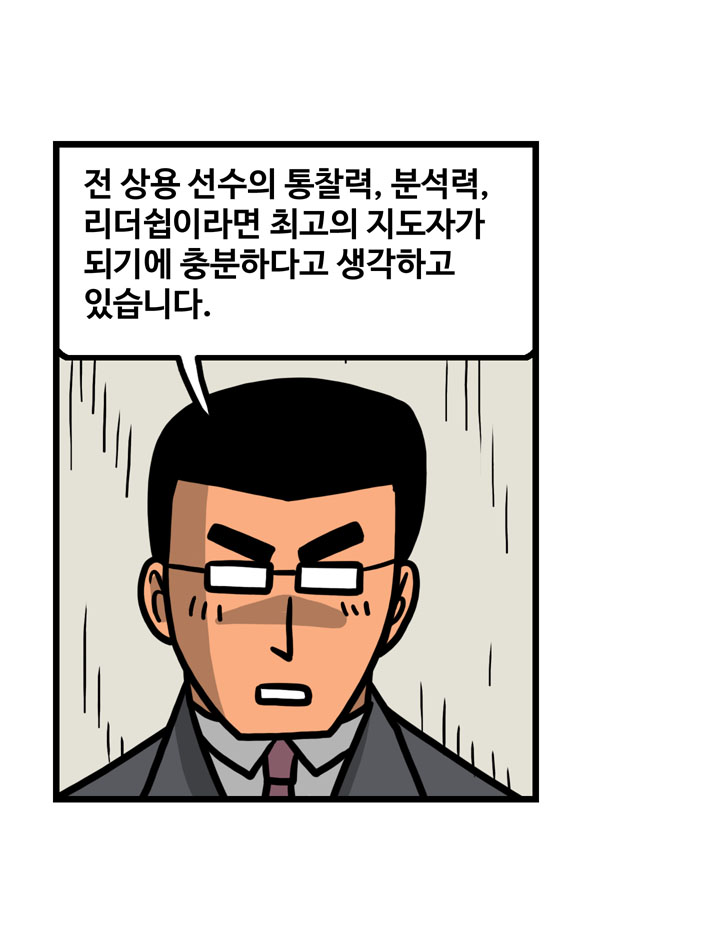 전 상용 선수의 통찰력, 분석력,
리더쉽이라면 최고의 지도자가
되기에 충분하다고 생각하고
있습니다.